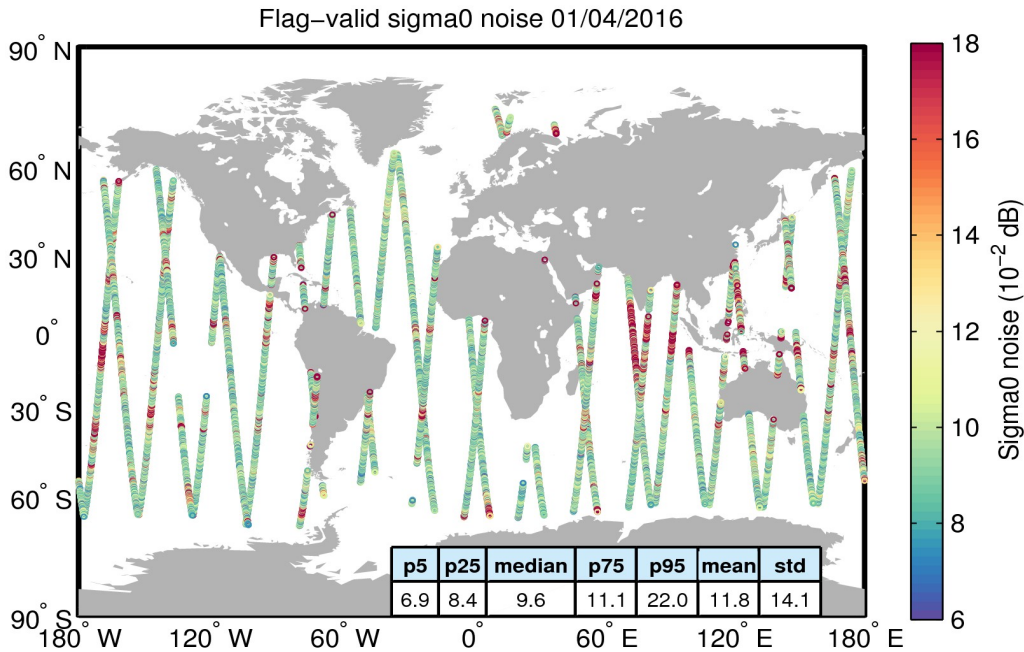 Flag−valid sigma0 noise 01/04/2016
90° N
60° N
30° N
0°
30° S
60° S
90° S
180° W
120° W
60° W
0°
60° E
120° E
180° E
p5 p25 median p75 p95 mean std
6.9 8.4 9.6 11.1 22.0 11.8 14.1
18
16
14
12
10
8
6
Sigma0 noise (10⁻² dB)